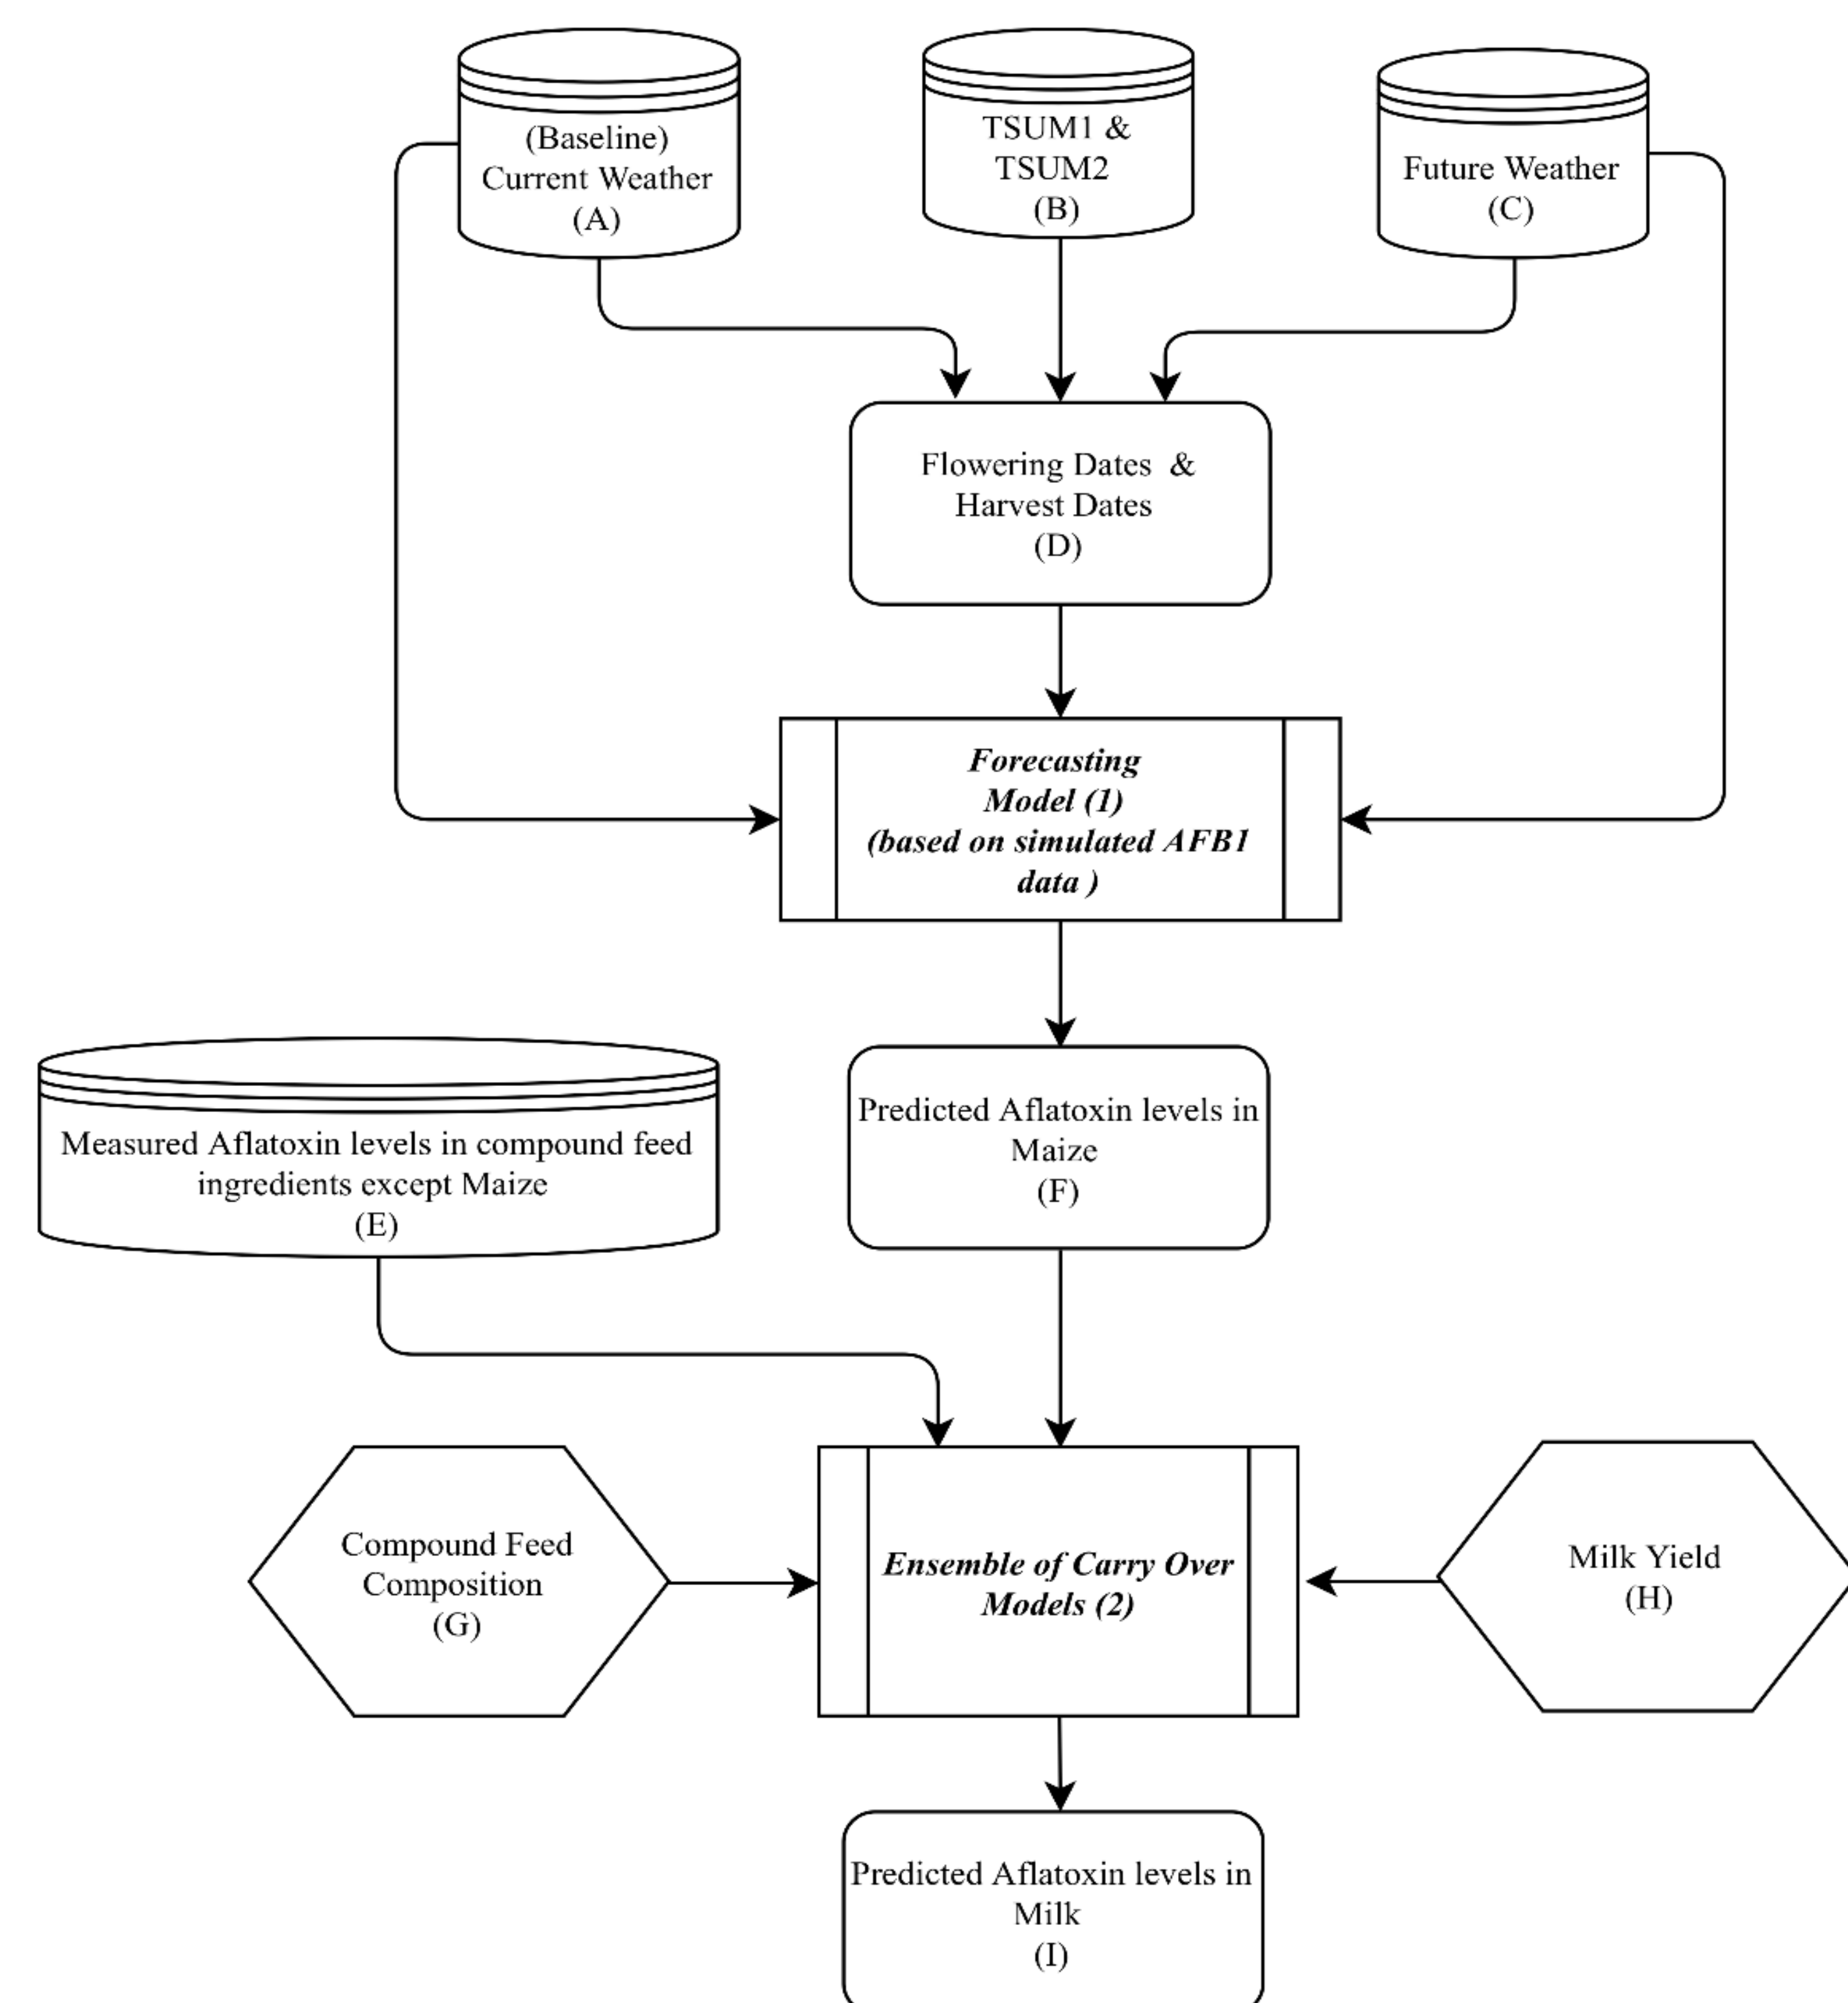 (Baseline)
Current Weather
(A)
TSUM1 &
TSUM2
(B)
Future Weather
(C)
Flowering Dates &
Harvest Dates
(D)
Forecasting
Model (1)
(based on simulated AFB1
data )
Measured Aflatoxin levels in compound feed
ingredients except Maize
(E)
Predicted Aflatoxin levels in
Maize
(F)
Compound Feed
Composition
(G)
Ensemble of Carry Over
Models (2)
Milk Yield
(H)
Predicted Aflatoxin levels in
Milk
(I)